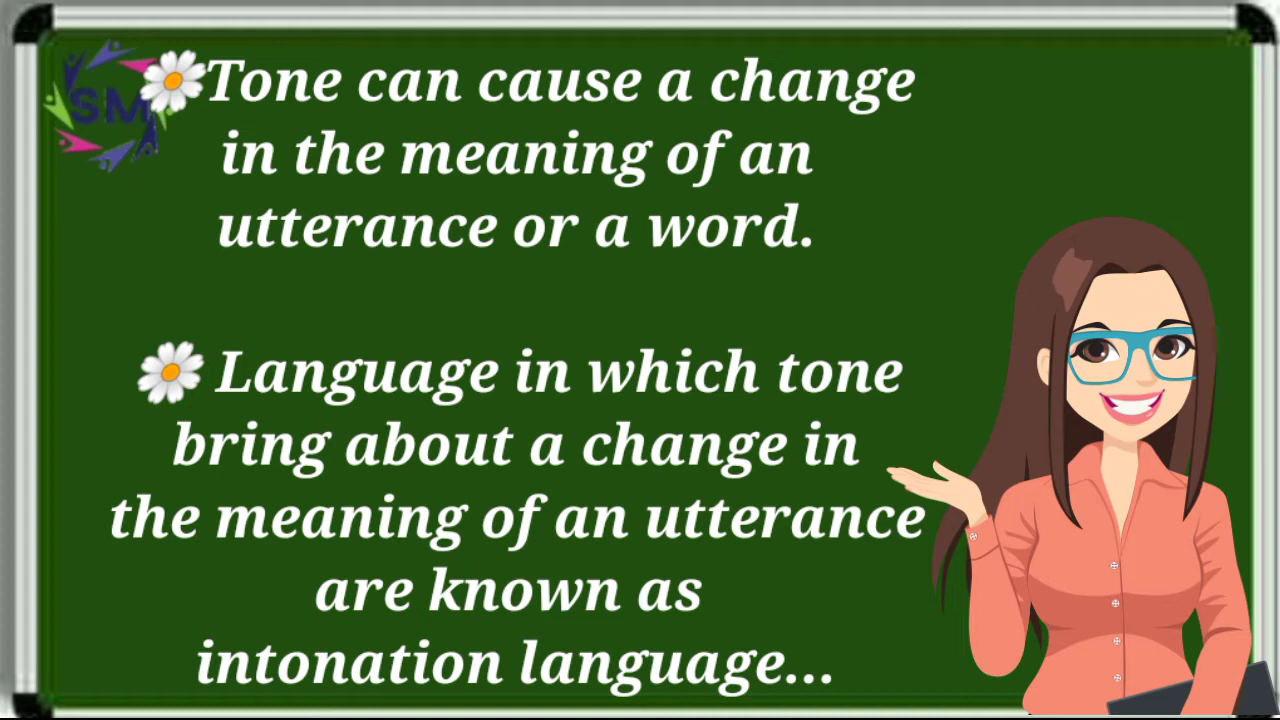 SM
🌼Tone can cause a change
in the meaning of an
utterance or a word.
🌼 Language in which tone
bring about a change in
the meaning of an utterance
are known as
intonation language...